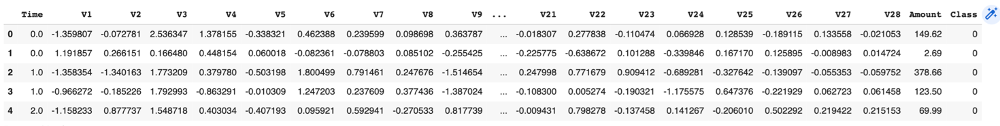 Time V1 V2 V3 V4 V5 V6 V7 V8 V9 ... V21 V22 V23 V24 V25 V26 V27 V28 Amount Class
0 0.0 -1.359807 -0.072781 2.536347 1.378155 -0.338321 0.462388 0.239599 0.098698 0.363787 ... -0.018307 0.277838 -0.110474 0.066928 0.128539 -0.189115 0.133558 -0.021053 149.62 0
1 0.0 1.191857 0.266151 0.166480 0.448154 0.060018 -0.082361 -0.078803 0.085102 -0.255425 ... -0.225775 -0.638672 0.101288 -0.339846 0.167170 0.125895 -0.008983 0.014724 2.69 0
2 1.0 -1.358354 -1.340163 1.773209 0.379780 -0.503198 1.800499 0.791461 0.247676 -1.514654 ... 0.247998 0.771679 0.909412 -0.689281 -0.327642 -0.139097 -0.055353 -0.059752 378.66 0
3 1.0 -0.966272 -0.185226 1.792993 -0.863291 -0.010309 1.247203 0.237609 0.377436 -1.387024 ... -0.108300 0.005274 -0.190321 -1.175575 0.647376 -0.221929 0.062723 0.061458 123.50 0
4 2.0 -1.158233 0.877737 1.548718 0.403034 -0.407193 0.095921 0.592941 -0.270533 0.817739 ... -0.009431 0.798278 -0.137458 0.141267 -0.206010 0.502292 0.219422 0.215153 69.99 0